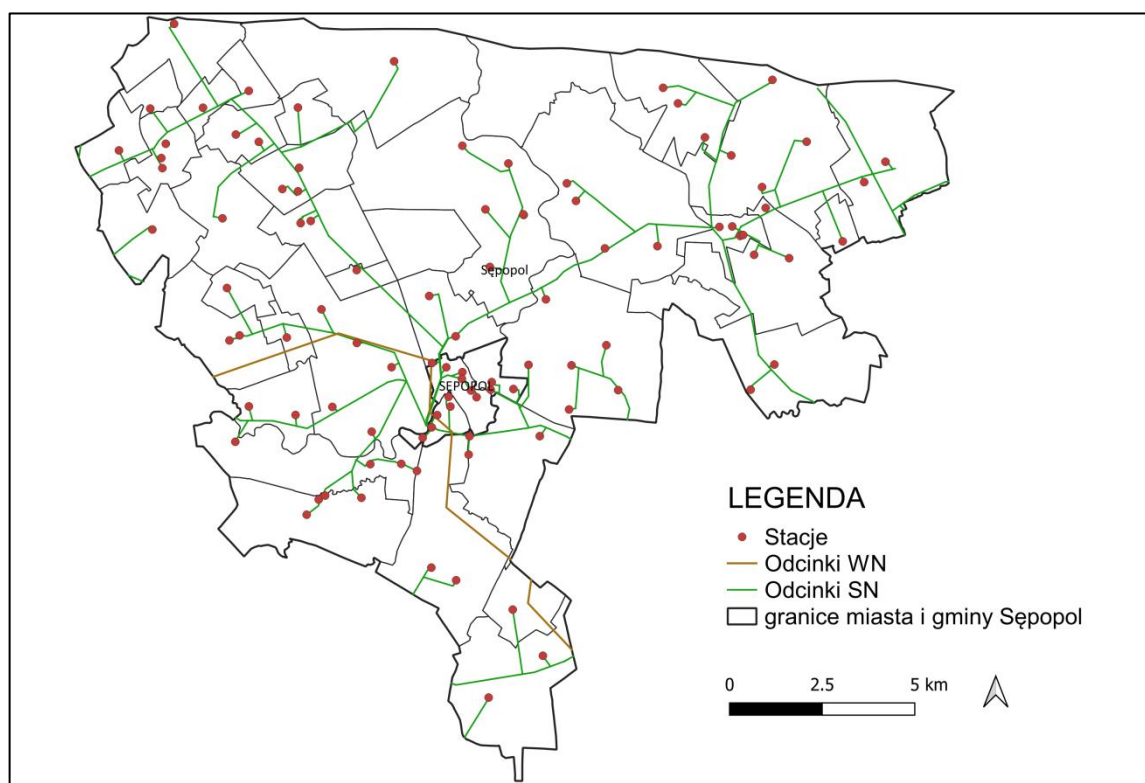 Sępopol
SĘPOPOL
LEGENDA
Stacje
Odcinki WN
Odcinki SN
granice miasta i gminy Sępopol
0 2.5 5 km